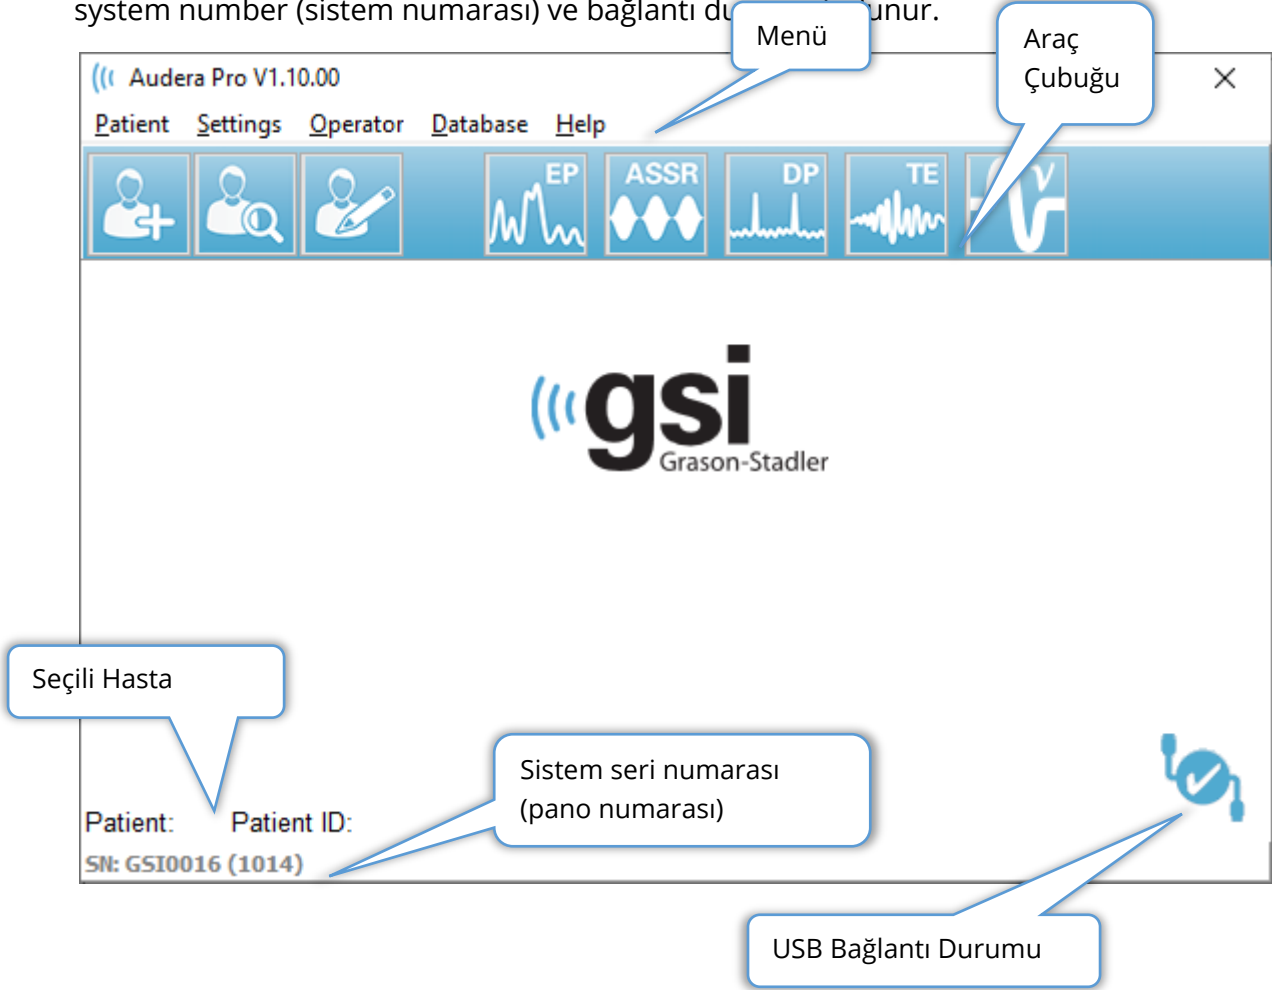 system number (sistem numarası) ve bağlantı unur.
Menü
Araç
Çubuğu
Audera Pro V1.10.00
Patient Settings Operator Database Help
EP ASSR DP TE
gsi
Grason-Stadler
Seçili Hasta
Sistem seri numarası
(pano numarası)
Patient: Patient ID:
SN: GSI0016 (1014)
USB Bağlantı Durumu